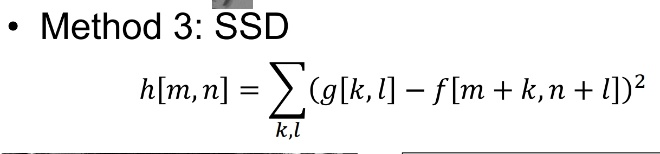 • Method 3: SSD
h[m, n] = ∑(g[k, l] − f[m + k, n + l])²
k,l